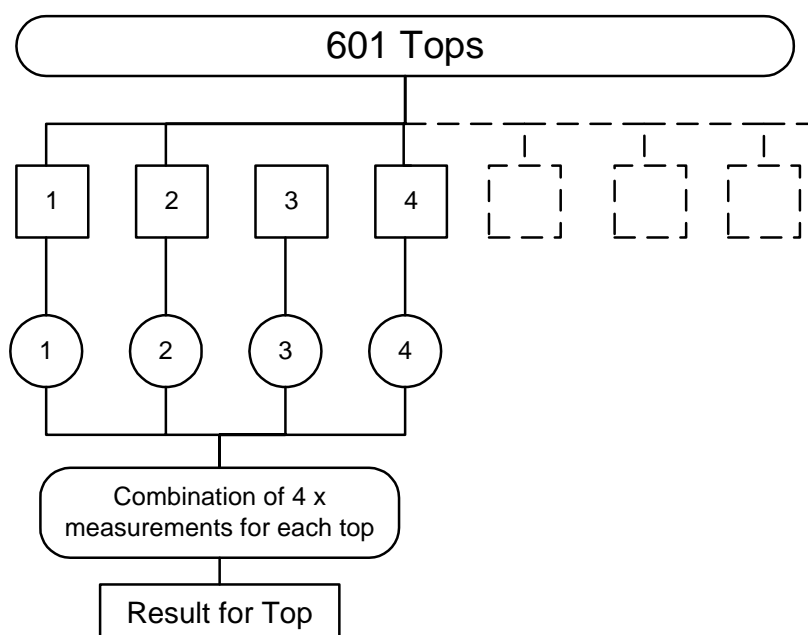 601 Tops
1 2 3 4
1 2 3 4
Combination of 4 x
measurements for each top
Result for Top